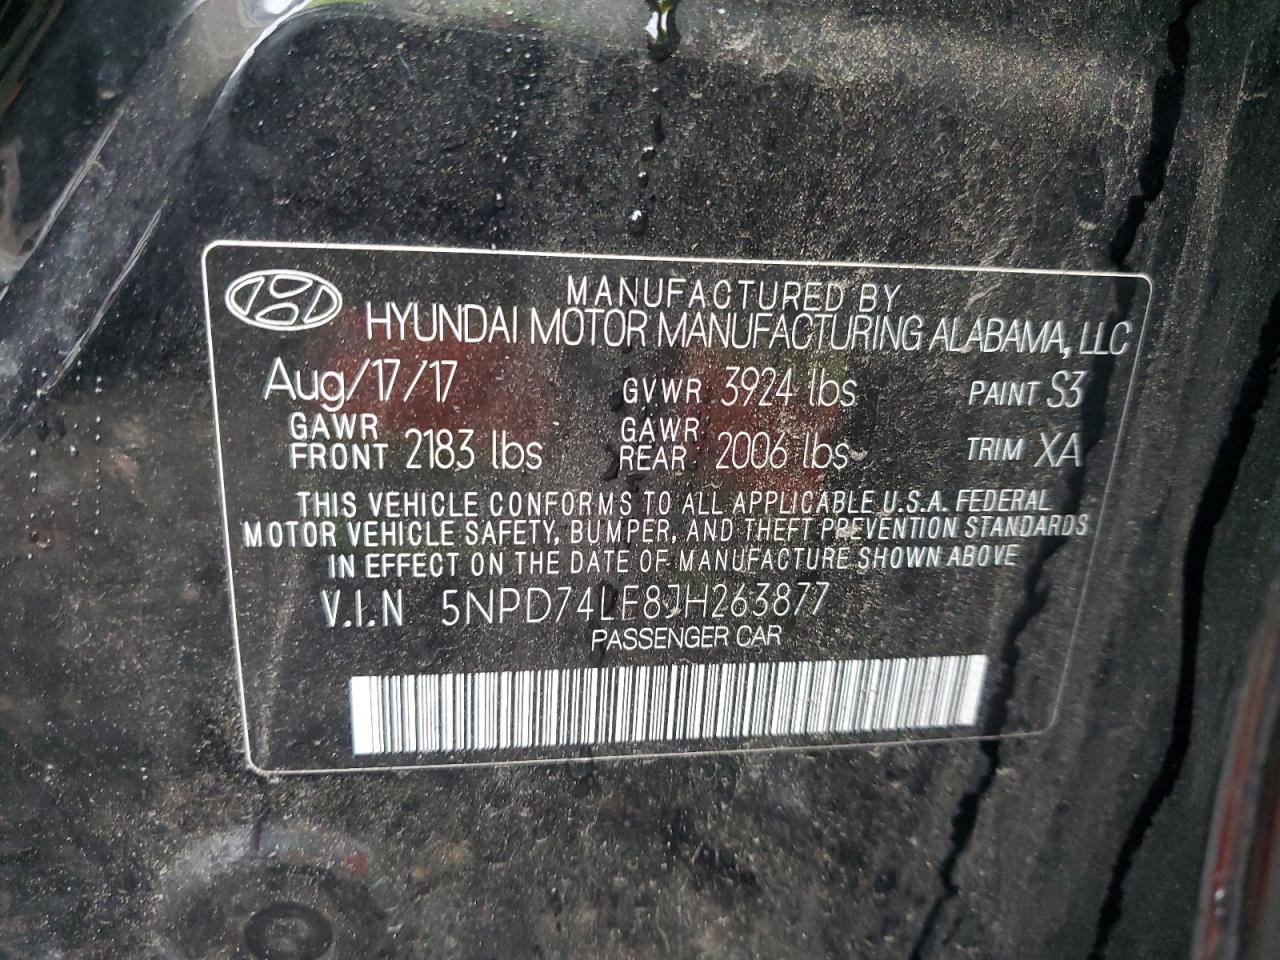 MANUFACTURED BY
HYUNDAI MOTOR MANUFACTURING ALABAMA, LLC
Aug/17/17 GVWR 3924 lbs PAINT S3
GAWR FRONT 2183 lbs GAWR REAR 2006 lbs TRIM XA
THIS VEHICLE CONFORMS TO ALL APPLICABLE U.S.A. FEDERAL
MOTOR VEHICLE SAFETY, BUMPER, AND THEFT PREVENTION STANDARDS
IN EFFECT ON THE DATE OF MANUFACTURE SHOWN ABOVE
V.I.N 5NPD74LF8JH263877
PASSENGER CAR